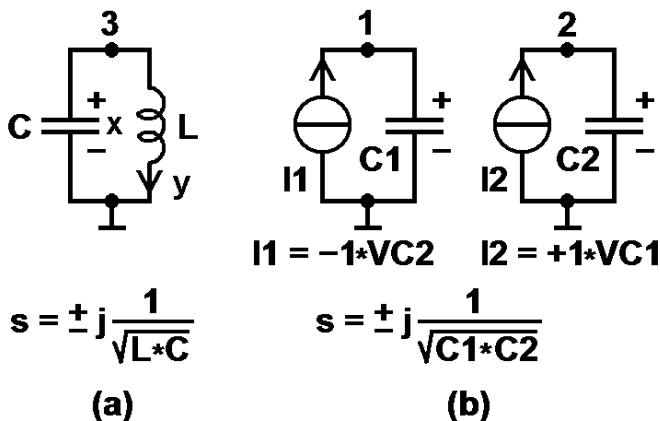 3
1
2
C
+
x
−
L
y
+
C1
−
I1
+
C2
−
I2
I1 = −1*VC2
I2 = +1*VC1
s = ± j 1/√L*C
s = ± j 1/√C1*C2
(a)
(b)